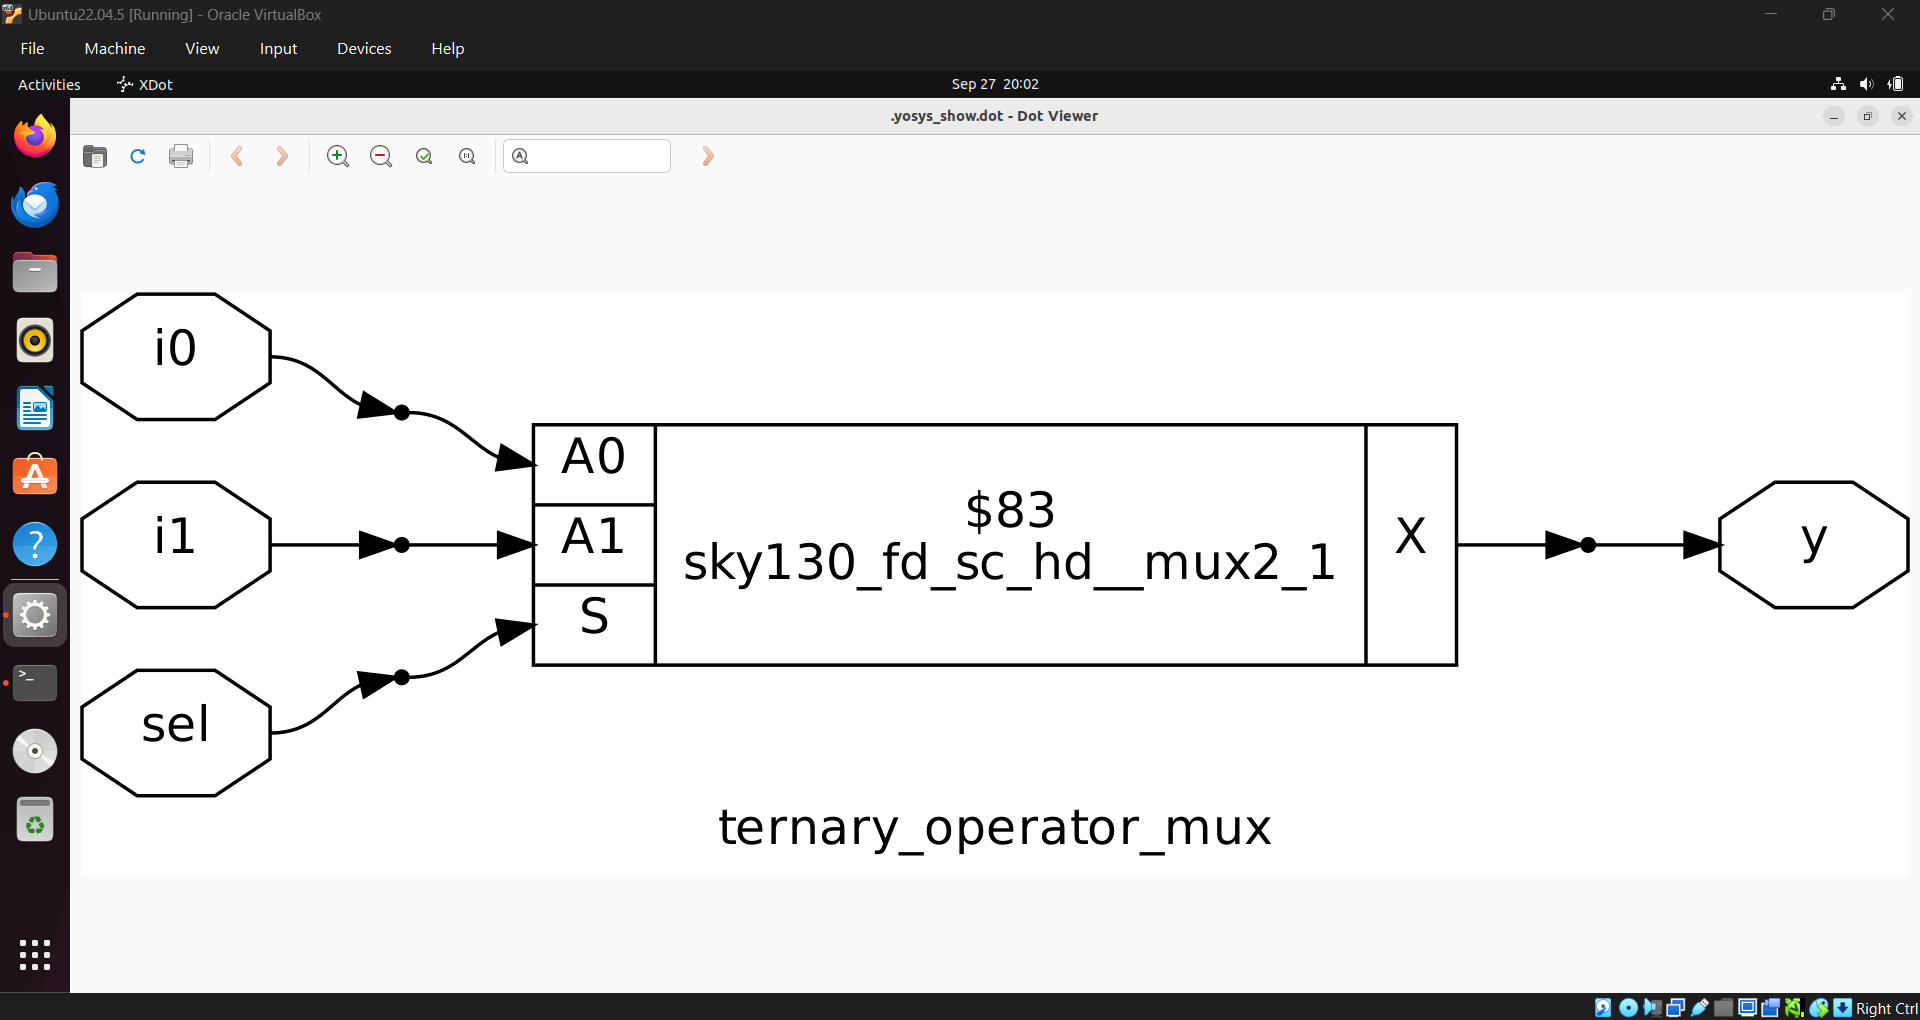 Ubuntu22.04.5 [Running] - Oracle VirtualBox
File Machine View Input Devices Help
Activities XDot Sep 27 20:02
.yosys_show.dot - Dot Viewer
i0
A0
i1
A1
$83
sky130_fd_sc_hd__mux2_1
X
y
S
sel
ternary_operator_mux
Right Ctrl